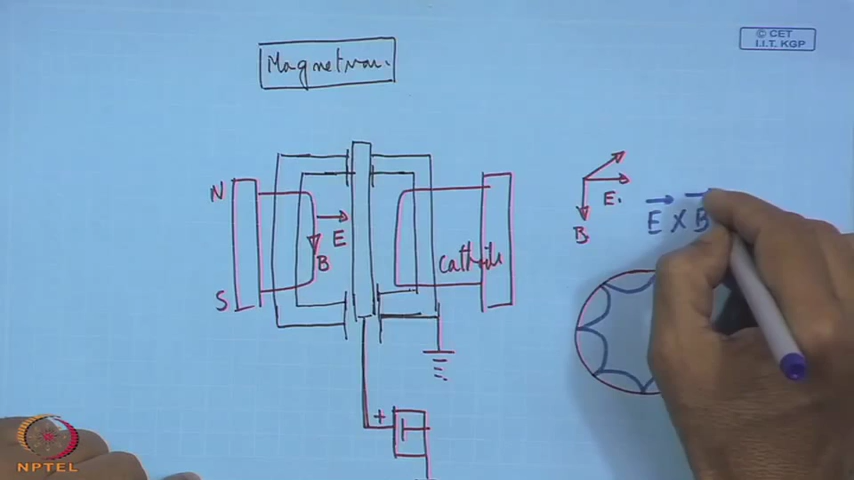 © CET
I.I.T. KGP
Magnetron.
N
S
E
B
Cathode
+
E.
B
E X B
NPTEL